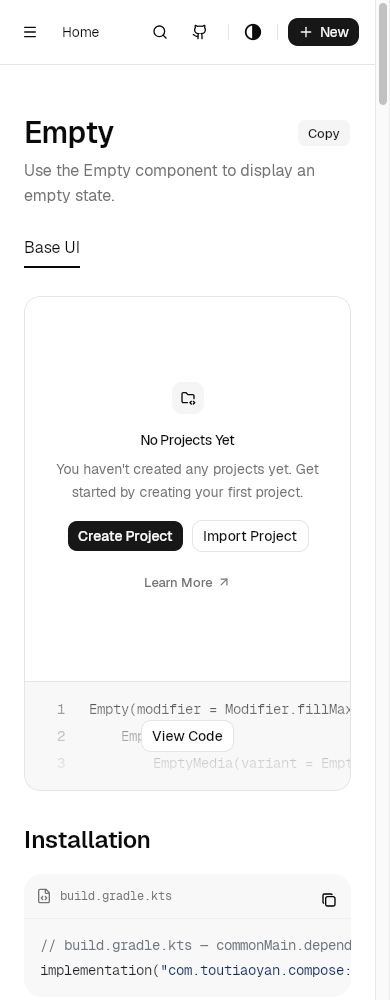 Home
New
Empty
Copy
Use the Empty component to display an
empty state.
Base UI
No Projects Yet
You haven't created any projects yet. Get
started by creating your first project.
Create Project
Import Project
Learn More
1 Empty(modifier = Modifier.fillMax
2 Emp
View Code
3 EmptyMedia(variant = Empt
Installation
build.gradle.kts
// build.gradle.kts — commonMain.depend
implementation("com.toutiaoyan.compose: